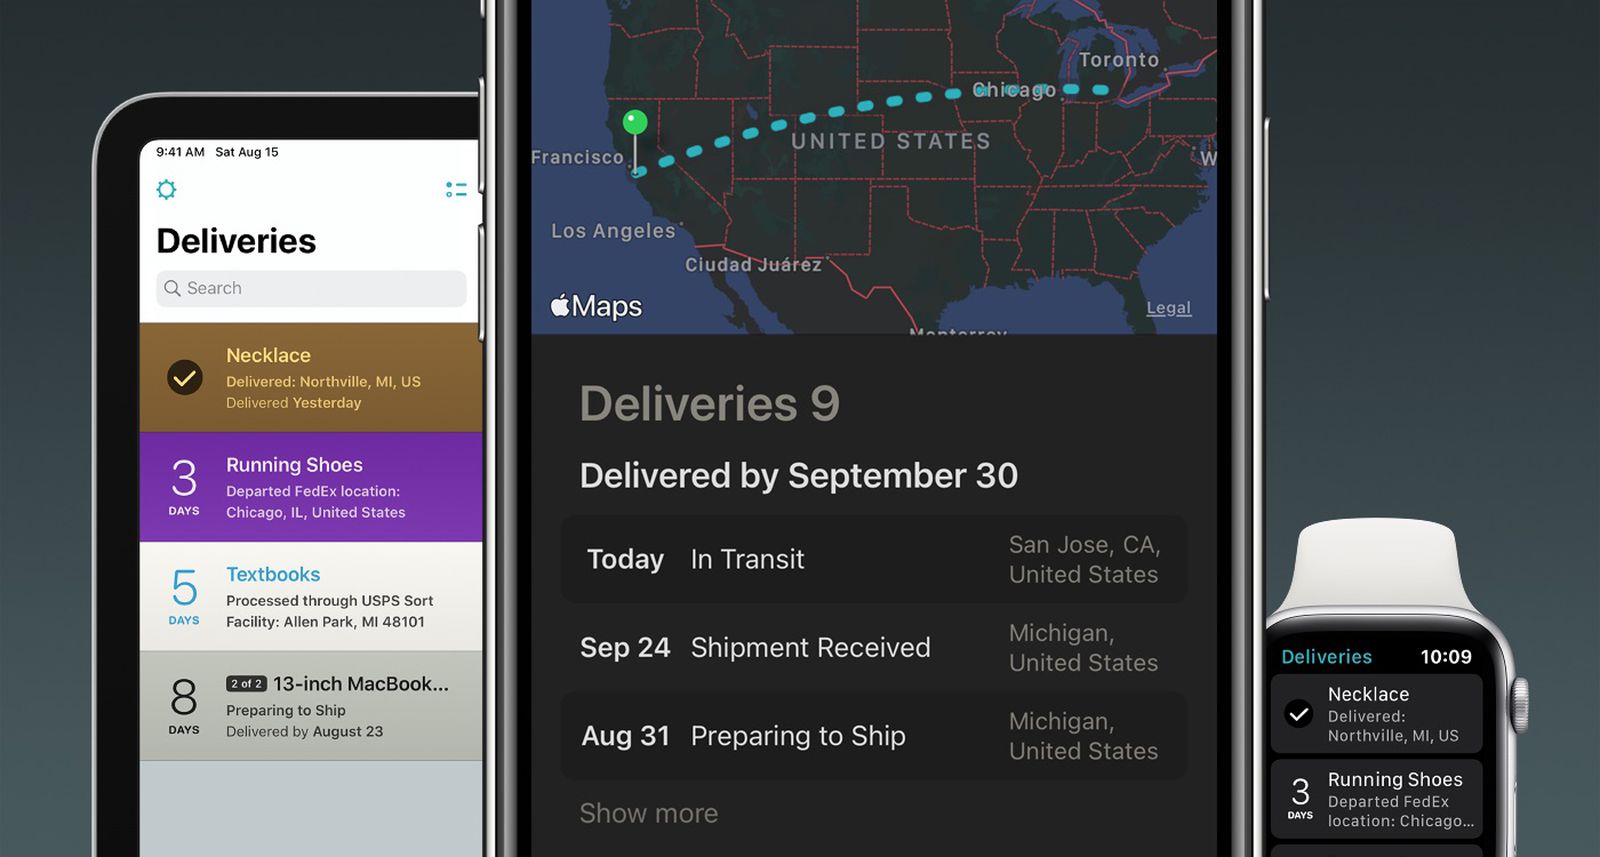 9:41 AM Sat Aug 15
Deliveries
Search
Necklace
Delivered: Northville, MI, US
Delivered Yesterday
3
DAYS
Running Shoes
Departed FedEx location:
Chicago, IL, United States
5
DAYS
Textbooks
Processed through USPS Sort
Facility: Allen Park, MI 48101
8
DAYS
2 of 2 13-inch MacBook...
Preparing to Ship
Delivered by August 23
Toronto
Chicago
UNITED STATES
Francisco
W
Los Angeles
Ciudad Juárez
Maps
Legal
Monterrey
Deliveries 9
Delivered by September 30
Today In Transit San Jose, CA,
United States
Sep 24 Shipment Received Michigan,
United States
Aug 31 Preparing to Ship Michigan,
United States
Show more
Deliveries 10:09
Necklace
Delivered:
Northville, MI, US
3
DAYS
Running Shoes
Departed FedEx
location: Chicago...